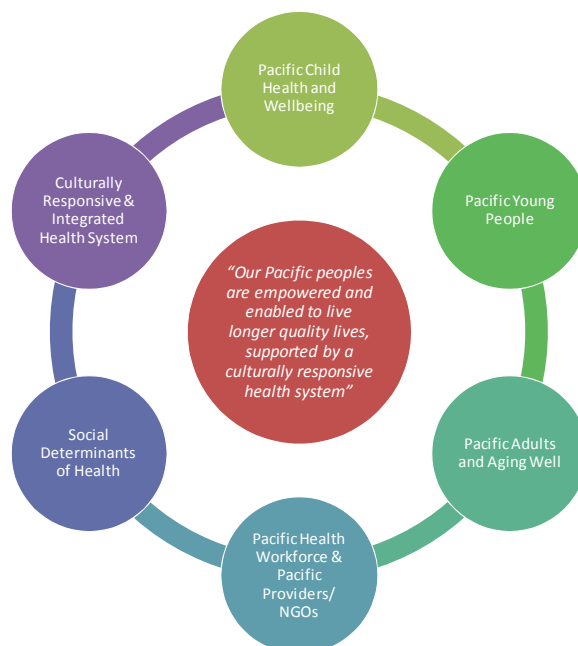 Pacific Child
Health and
Wellbeing
Pacific Young
People
Pacific Adults
and Aging Well
Pacific Health
Workforce &
Pacific
Providers/
NGOs
Social
Determinants
of Health
Culturally
Responsive &
Integrated
Health System
“Our Pacific peoples
are empowered and
enabled to live
longer quality lives,
supported by a
culturally responsive
health system”